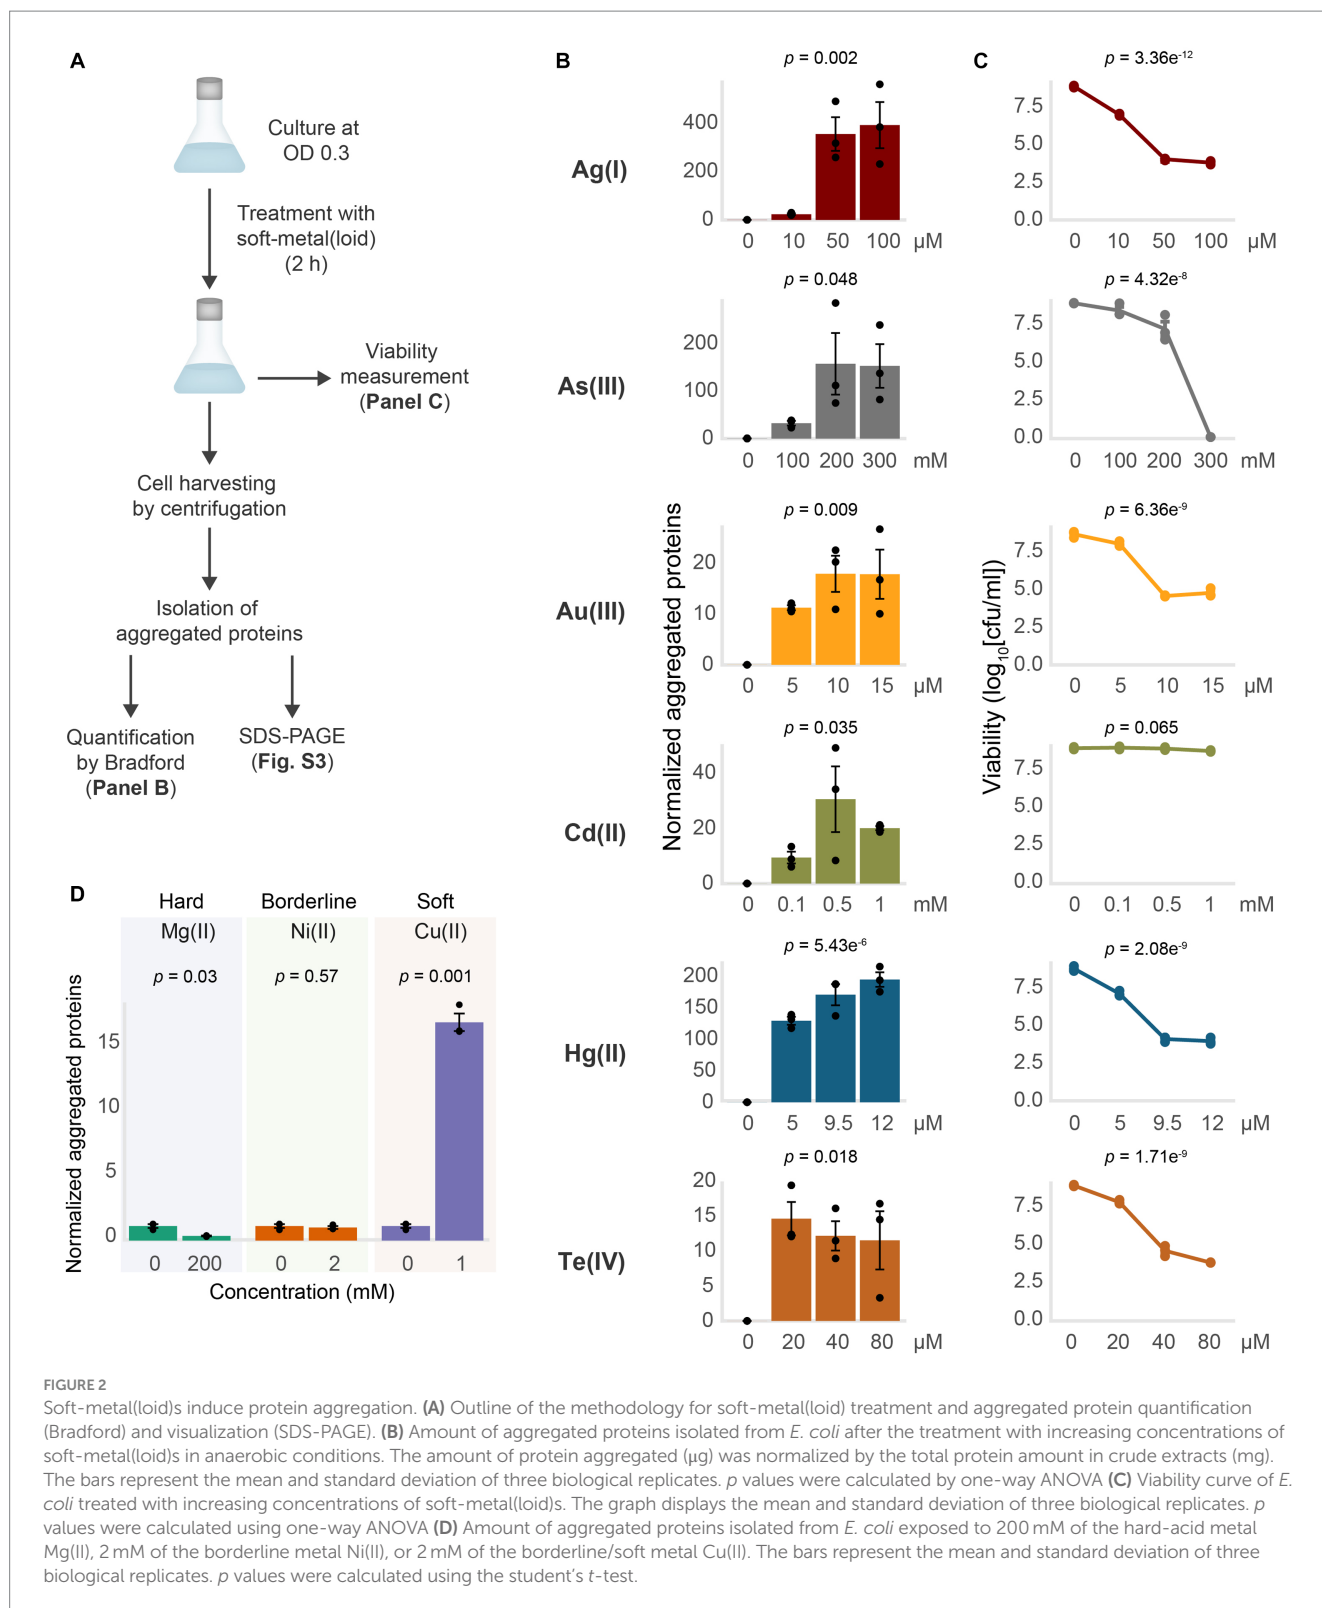 A
Culture at
OD 0.3
Treatment with
soft-metal(loid)
(2 h)
Viability
measurement
(Panel C)
Cell harvesting
by centrifugation
Isolation of
aggregated proteins
Quantification
by Bradford
(Panel B)
SDS-PAGE
(Fig. S3)
B
Normalized aggregated proteins
Ag(I)
p = 0.002
400
200
0
0 10 50 100 µM
As(III)
p = 0.048
200
100
0
0 100 200 300 mM
Au(III)
p = 0.009
20
10
0
0 5 10 15 µM
Cd(II)
p = 0.035
40
20
0
0 0.1 0.5 1 mM
Hg(II)
p = 5.43e-6
200
150
100
50
0
0 5 9.5 12 µM
Te(IV)
p = 0.018
20
15
10
5
0
0 20 40 80 µM
C
Viability (log10[cfu/ml])
p = 3.36e-12
7.5
5.0
2.5
0.0
0 10 50 100 µM
p = 4.32e-8
7.5
5.0
2.5
0.0
0 100 200 300 mM
p = 6.36e-9
7.5
5.0
2.5
0.0
0 5 10 15 µM
p = 0.065
7.5
5.0
2.5
0.0
0 0.1 0.5 1 mM
p = 2.08e-9
7.5
5.0
2.5
0.0
0 5 9.5 12 µM
p = 1.71e-9
7.5
5.0
2.5
0.0
0 20 40 80 µM
D
Hard Borderline Soft
Mg(II) Ni(II) Cu(II)
p = 0.03 p = 0.57 p = 0.001
Normalized aggregated proteins
15
10
5
0
0 200 0 2 0 1
Concentration (mM)
FIGURE 2
Soft-metal(loid)s induce protein aggregation. (A) Outline of the methodology for soft-metal(loid) treatment and aggregated protein quantification
(Bradford) and visualization (SDS-PAGE). (B) Amount of aggregated proteins isolated from E. coli after the treatment with increasing concentrations of
soft-metal(loid)s in anaerobic conditions. The amount of protein aggregated (µg) was normalized by the total protein amount in crude extracts (mg).
The bars represent the mean and standard deviation of three biological replicates. p values were calculated by one-way ANOVA (C) Viability curve of E.
coli treated with increasing concentrations of soft-metal(loid)s. The graph displays the mean and standard deviation of three biological replicates. p
values were calculated using one-way ANOVA (D) Amount of aggregated proteins isolated from E. coli exposed to 200 mM of the hard-acid metal
Mg(II), 2 mM of the borderline metal Ni(II), or 2 mM of the borderline/soft metal Cu(II). The bars represent the mean and standard deviation of three
biological replicates. p values were calculated using the student's t-test.